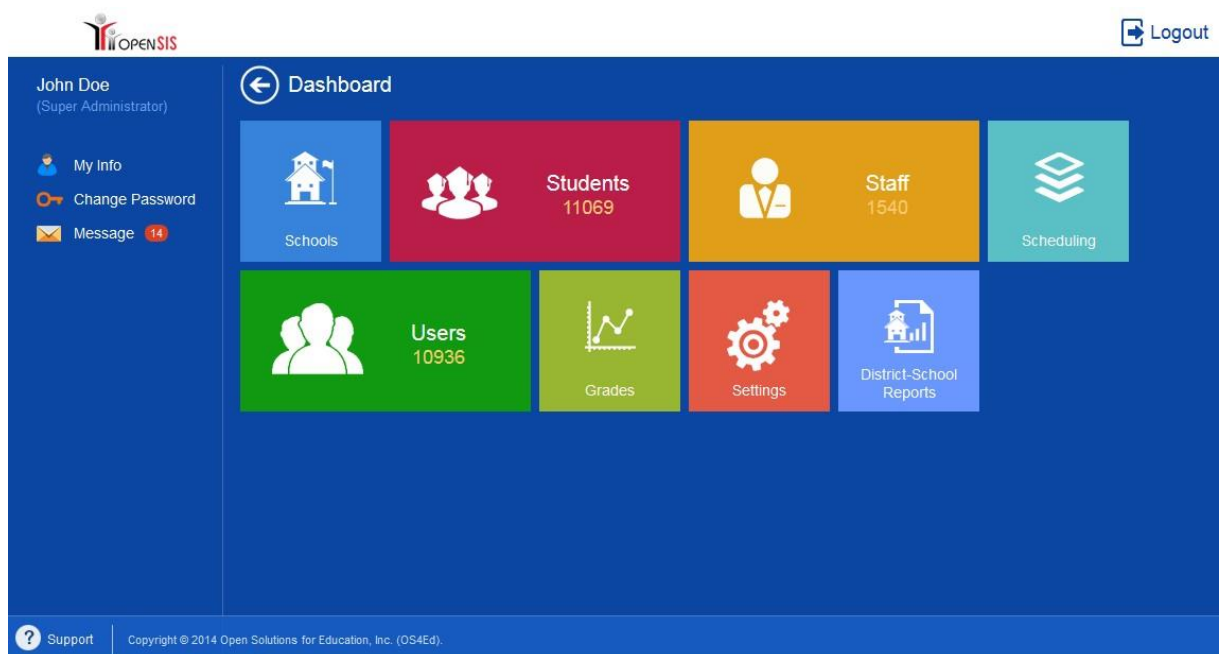 OPENSIS
Logout
John Doe
(Super Administrator)
My Info
Change Password
Message 14
Dashboard
Schools
Students
11069
Staff
1540
Scheduling
Users
10936
Grades
Settings
District-School
Reports
? Support
Copyright © 2014 Open Solutions for Education, Inc. (OS4Ed).